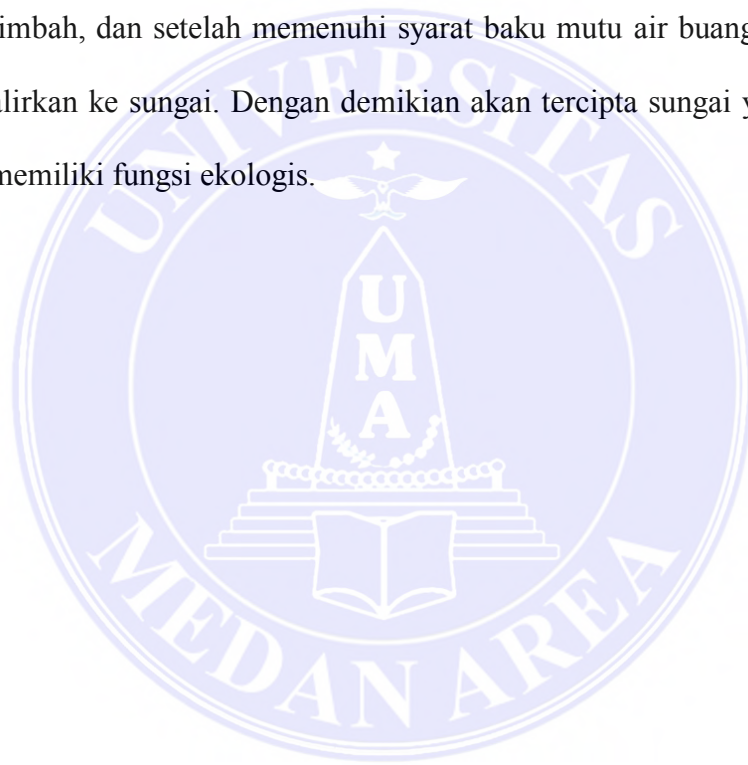 imbah, dan setelah memenuhi syarat baku mutu air buang
alirkan ke sungai. Dengan demikian akan tercipta sungai y
memiliki fungsi ekologis.
UNIVERSITAS
UMA
MEDAN AREA